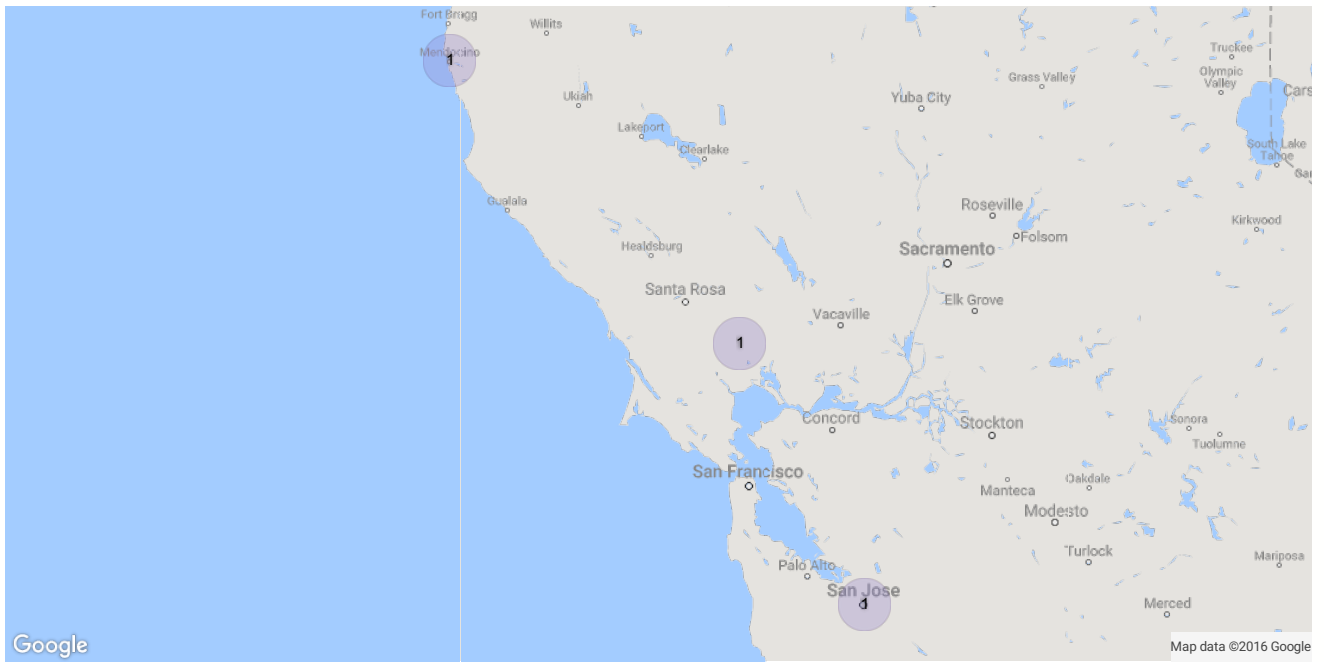 Fort Bragg
Willits
Mendocino
1
Truckee
Olympic
Valley
Grass Valley
Cars
Yuba City
Ukiah
Lakeport
Clearlake
South Lake
Tahoe
Gar
Gualala
Roseville
Kirkwood
Folsom
Healdsburg
Sacramento
Santa Rosa
Elk Grove
Vacaville
1
Concord
Stockton
Sonora
Tuolumne
San Francisco
Oakdale
Manteca
Modesto
Turlock
Mariposa
Palo Alto
San Jose
1
Merced
Google
Map data ©2016 Google